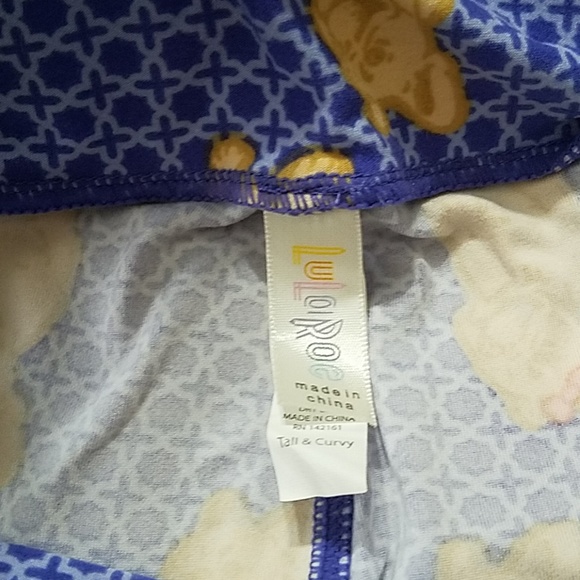 LuLaRoe
made in
china
MADE IN CHINA
RN 142161
Tall & Curvy